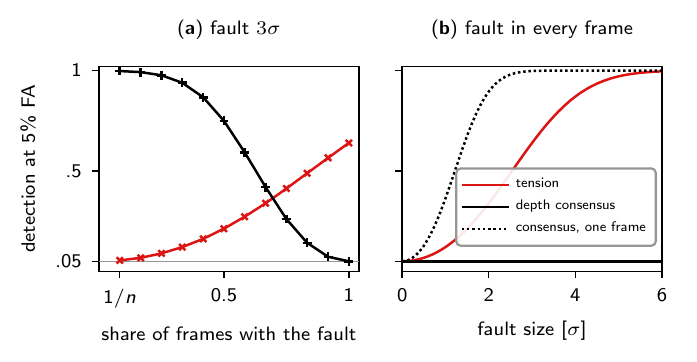 (a) fault 3σ
(b) fault in every frame
detection at 5% FA
1
.5
.05
1/n
0.5
1
share of frames with the fault
tension
depth consensus
consensus, one frame
0
2
4
6
fault size [σ]